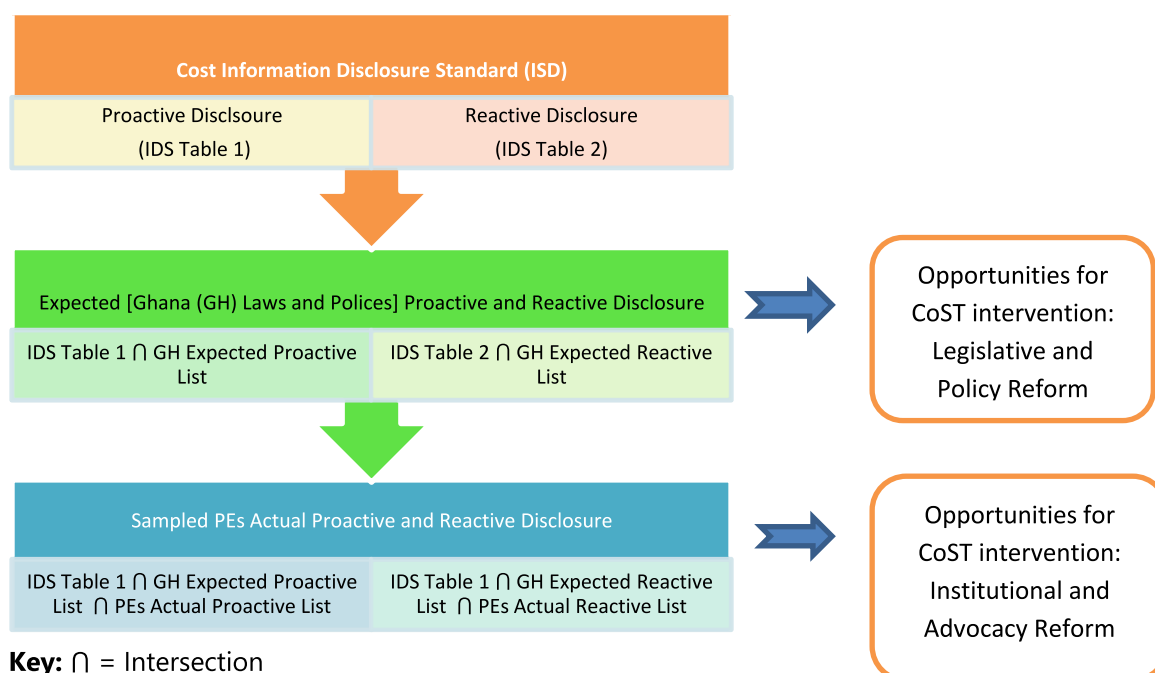 Cost Information Disclosure Standard (ISD)
Proactive Disclsoure
(IDS Table 1)
Reactive Disclosure
(IDS Table 2)
Expected [Ghana (GH) Laws and Polices] Proactive and Reactive Disclosure
IDS Table 1 ⋂ GH Expected Proactive
List
IDS Table 2 ⋂ GH Expected Reactive
List
Opportunities for
CoST intervention:
Legislative and
Policy Reform
Sampled PEs Actual Proactive and Reactive Disclosure
IDS Table 1 ⋂ GH Expected Proactive
List ⋂ PEs Actual Proactive List
IDS Table 1 ⋂ GH Expected Reactive
List ⋂ PEs Actual Reactive List
Opportunities for
CoST intervention:
Institutional and
Advocacy Reform
Key: ⋂ = Intersection